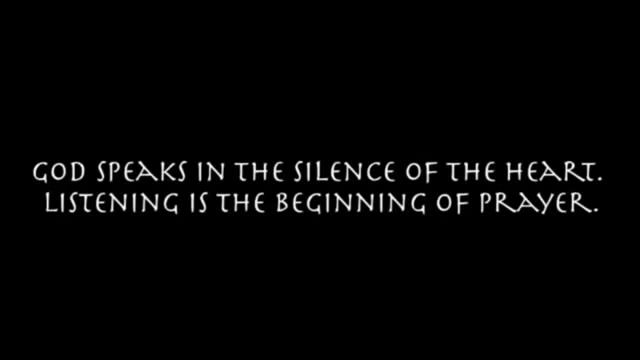 GOD SPEAKS IN THE SILENCE OF THE HEART.
LISTENING IS THE BEGINNING OF PRAYER.